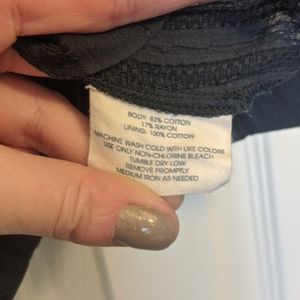 BODY: 83% COTTON
17% RAYON
LINING: 100% COTTON
MACHINE WASH COLD WITH LIKE COLORS
USE ONLY NON-CHLORINE BLEACH
TUMBLE DRY LOW
REMOVE PROMPTLY
MEDIUM IRON AS NEEDED